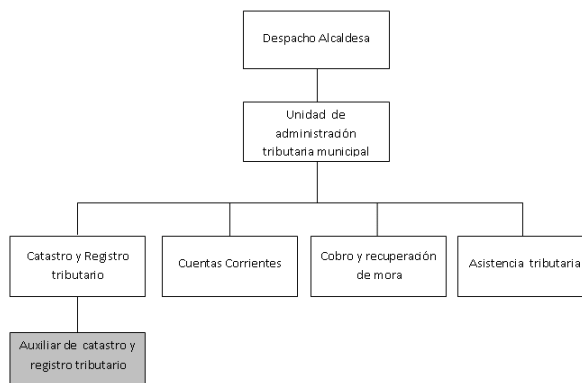 Despacho Alcaldesa
Unidad de
administración
tributaria municipal
Catastro y Registro
tributario
Cuentas Corrientes
Cobro y recuperación
de mora
Asistencia tributaria
Auxiliar de catastro y
registro tributario